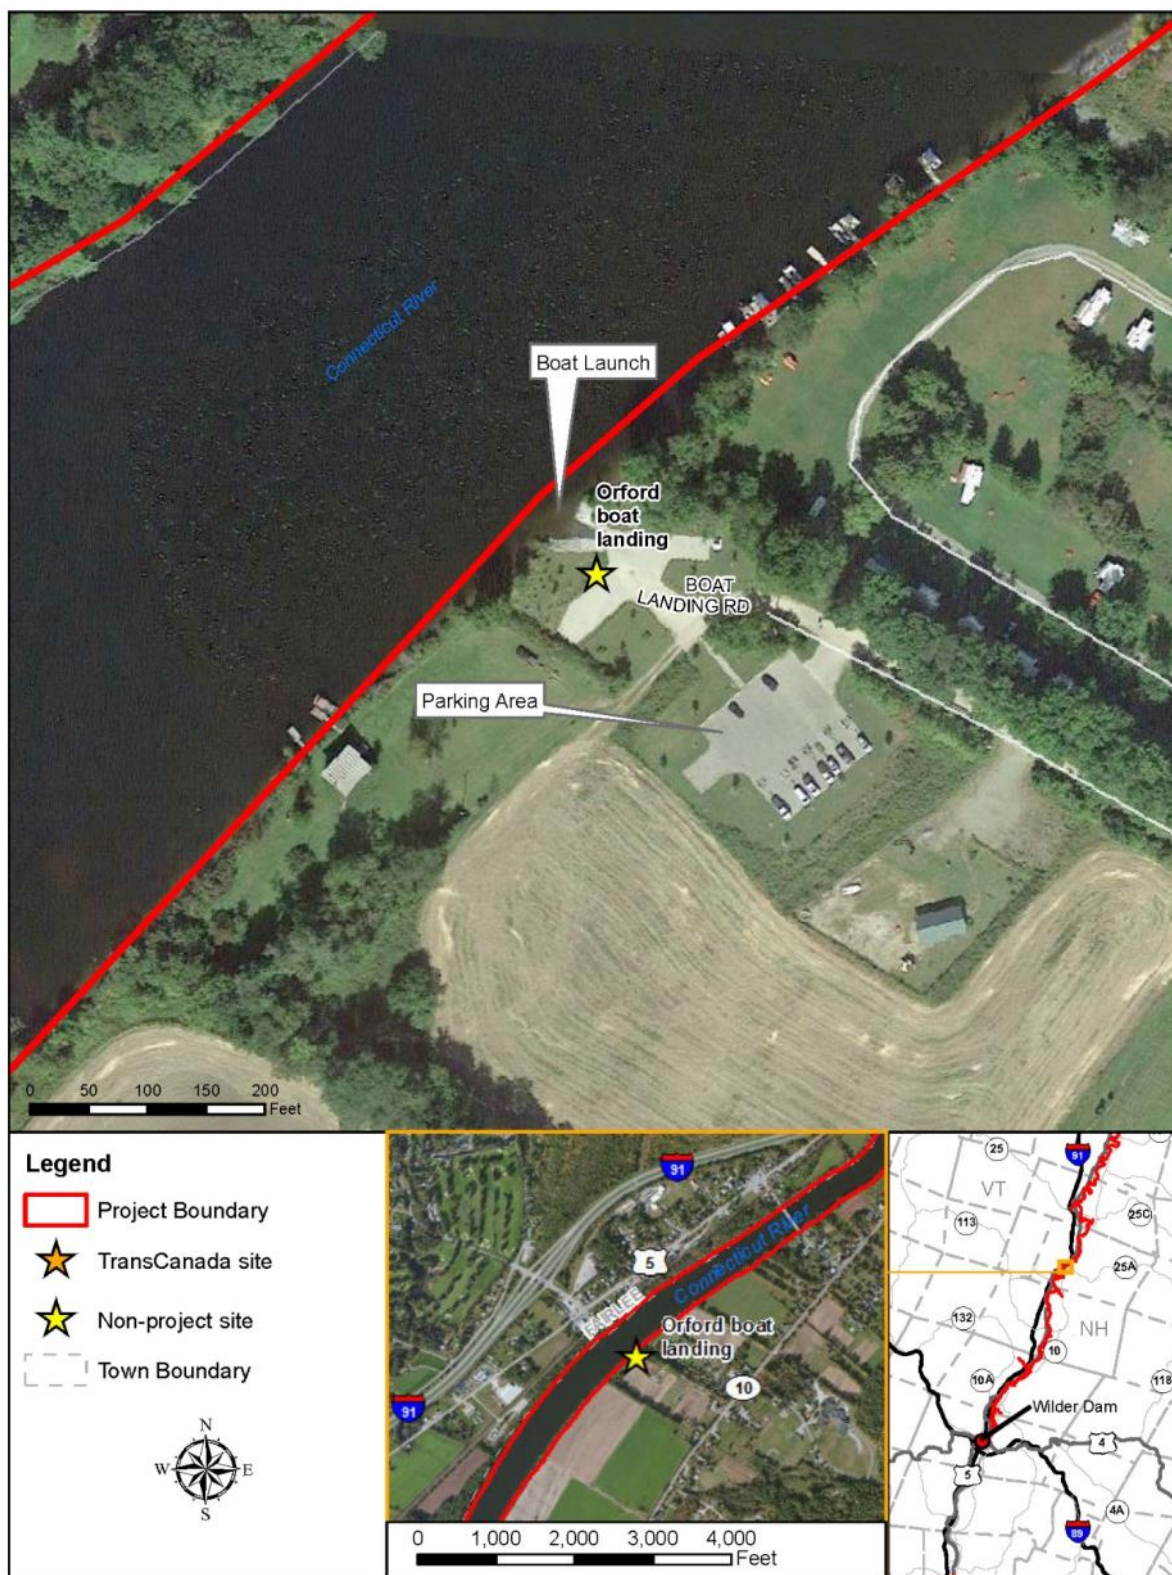 Connecticut River
Boat Launch
Orford
boat
landing
BOAT
LANDING RD
Parking Area
0 50 100 150 200
Feet
Legend
Project Boundary
TransCanada site
Non-project site
Town Boundary
N
W E
S
91
5
Connecticut River
FAIRLEE
Orford boat
landing
10
91
0 1,000 2,000 3,000 4,000
Feet
25
91
VT
25C
113
25A
132
NH
10
10A
118
Wilder Dam
4
5
4A
89